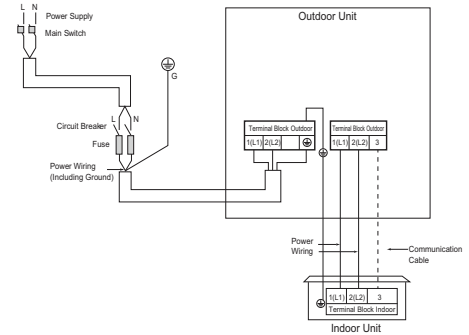 L N
Power Supply
Main Switch
Outdoor Unit
G
L N
Circuit Breaker
Fuse
Power Wiring
(Including Ground)
Terminal Block Outdoor
1(L1) 2(L2)
Terminal Block Outdoor
1(L1) 2(L2) 3
Power
Wiring
Communication
Cable
1(L1) 2(L2) 3
Terminal Block Indoor
Indoor Unit